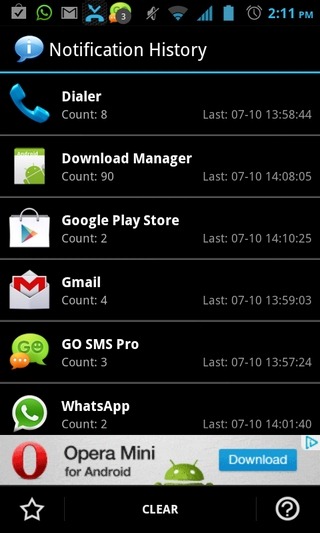 3
2:11 PM
Notification History
Dialer
Count: 8 Last: 07-10 13:58:44
Download Manager
Count: 90 Last: 07-10 14:08:05
Google Play Store
Count: 2 Last: 07-10 14:10:25
Gmail
Count: 4 Last: 07-10 13:59:03
GO SMS Pro
Count: 3 Last: 07-10 13:57:24
WhatsApp
Count: 2 Last: 07-10 14:01:40
Opera Mini
for Android
Download
CLEAR